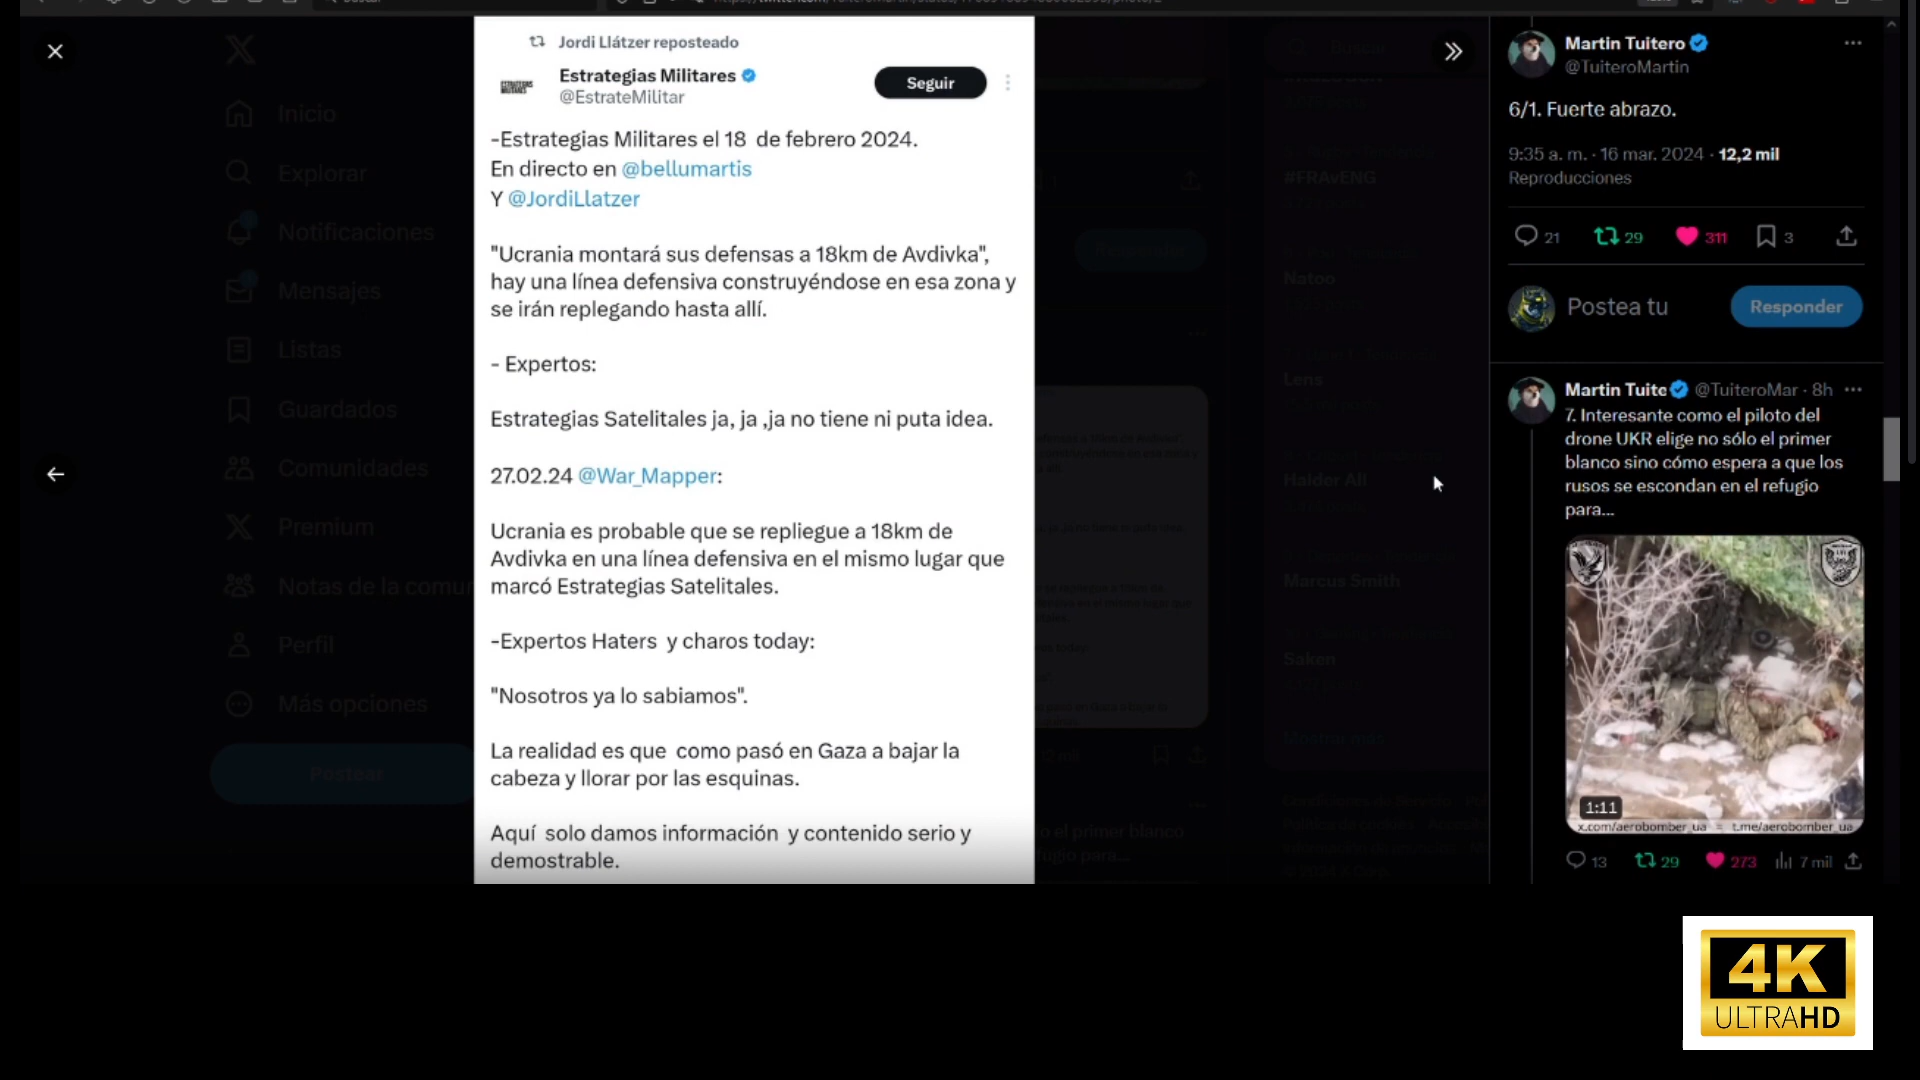 Jordi Llátzer reposteado
Estrategias Militares
@EstrateMilitar
Seguir
-Estrategias Militares el 18 de febrero 2024.
En directo en @bellumartis
Y @JordiLlatzer
"Ucrania montará sus defensas a 18km de Avdivka",
hay una línea defensiva construyéndose en esa zona y
se irán replegando hasta allí.
- Expertos:
Estrategias Satelitales ja, ja ,ja no tiene ni puta idea.
27.02.24 @War_Mapper:
Ucrania es probable que se repliegue a 18km de
Avdivka en una línea defensiva en el mismo lugar que
marcó Estrategias Satelitales.
-Expertos Haters y charos today:
"Nosotros ya lo sabiamos".
La realidad es que como pasó en Gaza a bajar la
cabeza y llorar por las esquinas.
Aquí solo damos información y contenido serio y
demostrable.
Inicio
Explorar
Notificaciones
Mensajes
Listas
Guardados
Comunidades
Premium
Notas de la comu
Perfil
Más opciones
Postear
#FRAvENG
Natoo
Lens
Haider Ali
Marcus Smith
Saken
Mostrar más
Martin Tuitero
@TuiteroMartin
6/1. Fuerte abrazo.
9:35 a. m. · 16 mar. 2024 · 12,2 mil
Reproducciones
21 29 311 3
Postea tu
Responder
Martin Tuite @TuiteroMar · 8h
7. Interesante como el piloto del
drone UKR elige no sólo el primer
blanco sino cómo espera a que los
rusos se escondan en el refugio
para...
1:11
x.com/aerobomber_ua = t.me/aerobomber_ua
13 29 273 7 mil
4K
ULTRAHD